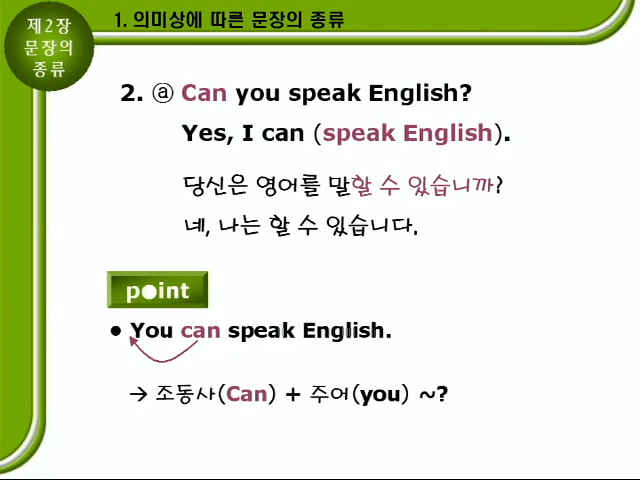 제2장
문장의
종류
1. 의미상에 따른 문장의 종류
2. ⓐ Can you speak English?
Yes, I can (speak English).
당신은 영어를 말할 수 있습니까?
녜, 나는 할 수 있습니다.
point
● You can speak English.
→ 조동사(Can) + 주어(you) ~?